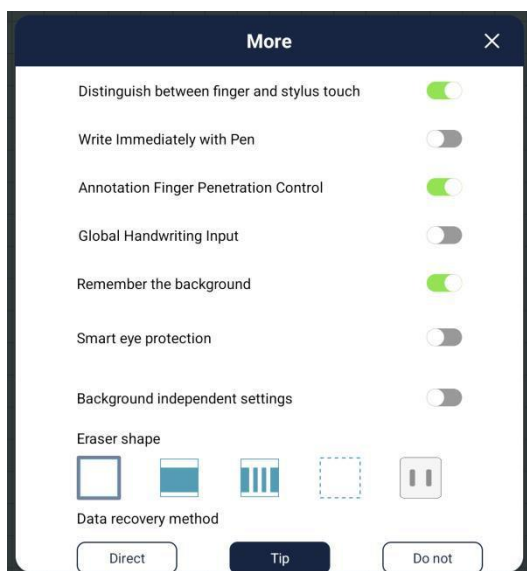 More
Distinguish between finger and stylus touch
Write Immediately with Pen
Annotation Finger Penetration Control
Global Handwriting Input
Remember the background
Smart eye protection
Background independent settings
Eraser shape
Data recovery method
Direct
Tip
Do not